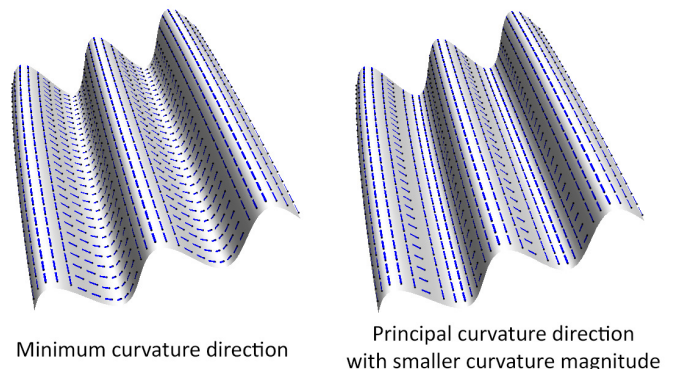 Minimum curvature direction
Principal curvature direction
with smaller curvature magnitude